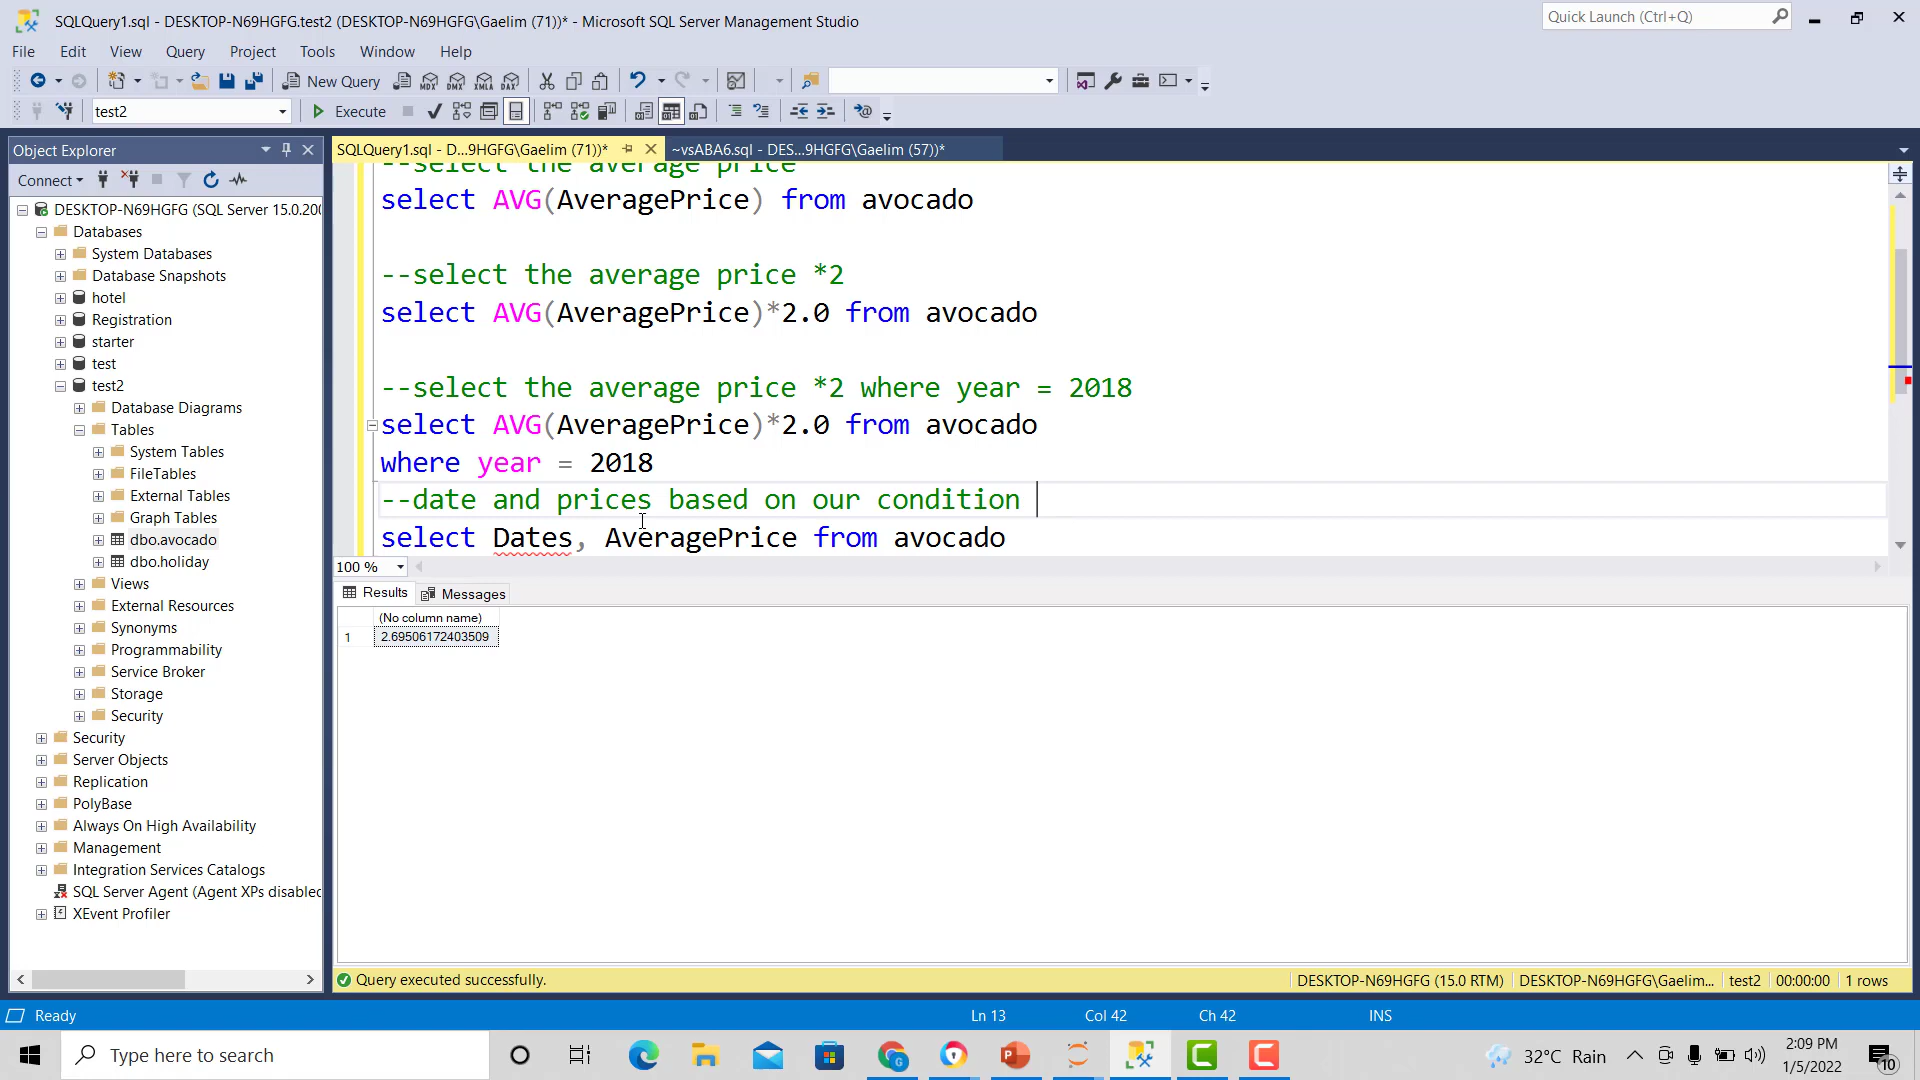 SQLQuery1.sql - DESKTOP-N69HGFG.test2 (DESKTOP-N69HGFG\Gaelim (71))* - Microsoft SQL Server Management Studio
Quick Launch (Ctrl+Q)
File Edit View Query Project Tools Window Help
New Query
MDX DMX XMLA DAX
test2
Execute
Object Explorer
SQLQuery1.sql - D...9HGFG\Gaelim (71))*
~vsABA6.sql - DES...9HGFG\Gaelim (57))*
Connect
DESKTOP-N69HGFG (SQL Server 15.0.200
Databases
System Databases
Database Snapshots
hotel
Registration
starter
test
test2
Database Diagrams
Tables
System Tables
FileTables
External Tables
Graph Tables
dbo.avocado
dbo.holiday
Views
External Resources
Synonyms
Programmability
Service Broker
Storage
Security
Security
Server Objects
Replication
PolyBase
Always On High Availability
Management
Integration Services Catalogs
SQL Server Agent (Agent XPs disabled
XEvent Profiler
--select the average price
select AVG(AveragePrice) from avocado
--select the average price *2
select AVG(AveragePrice)*2.0 from avocado
--select the average price *2 where year = 2018
select AVG(AveragePrice)*2.0 from avocado
where year = 2018
--date and prices based on our condition
select Dates, AveragePrice from avocado
100 %
Results Messages
(No column name)
1 2.69506172403509
Query executed successfully.
DESKTOP-N69HGFG (15.0 RTM) DESKTOP-N69HGFG\Gaelim... test2 00:00:00 1 rows
Ready
Ln 13 Col 42 Ch 42 INS
Type here to search
32°C Rain
2:09 PM
1/5/2022
10